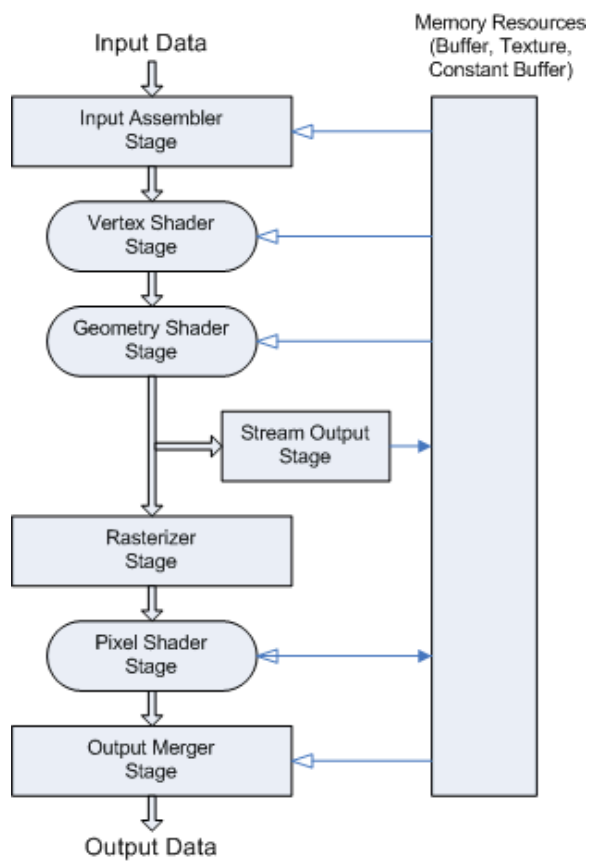 Input Data
Memory Resources
(Buffer, Texture,
Constant Buffer)
Input Assembler
Stage
Vertex Shader
Stage
Geometry Shader
Stage
Stream Output
Stage
Rasterizer
Stage
Pixel Shader
Stage
Output Merger
Stage
Output Data